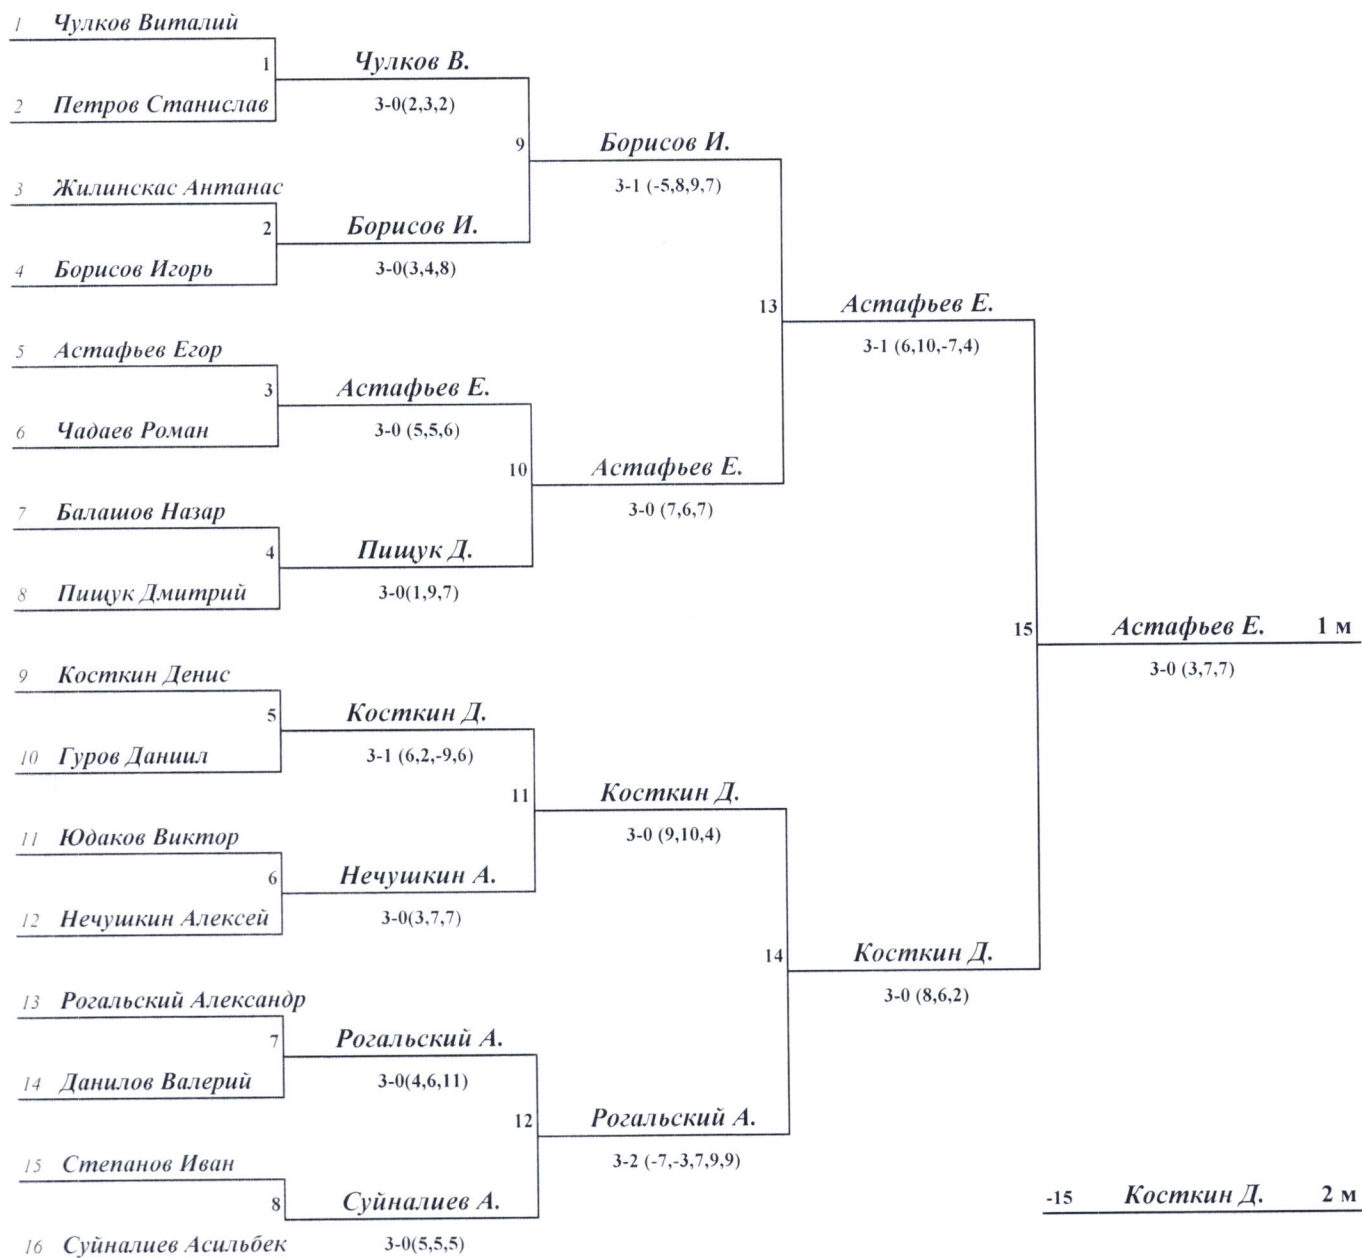 1 Чулков Виталий
1 Чулков В.
2 Петров Станислав 3-0(2,3,2)
9 Борисов И.
3 Жилинскас Антанас 3-1 (-5,8,9,7)
2 Борисов И.
4 Борисов Игорь 3-0(3,4,8)
13 Астафьев Е.
5 Астафьев Егор 3-1 (6,10,-7,4)
3 Астафьев Е.
6 Чадаев Роман 3-0 (5,5,6)
10 Астафьев Е.
7 Балашов Назар 3-0 (7,6,7)
4 Пищук Д.
8 Пищук Дмитрий 3-0(1,9,7)
15 Астафьев Е. 1 м
9 Косткин Денис 3-0 (3,7,7)
5 Косткин Д.
10 Гуров Даниил 3-1 (6,2,-9,6)
11 Косткин Д.
11 Юдаков Виктор 3-0 (9,10,4)
6 Нечушкин А.
12 Нечушкин Алексей 3-0(3,7,7)
14 Косткин Д.
13 Рогальский Александр 3-0 (8,6,2)
7 Рогальский А.
14 Данилов Валерий 3-0(4,6,11)
12 Рогальский А.
15 Степанов Иван 3-2 (-7,-3,7,9,9)
8 Суйналиев А. -15 Косткин Д. 2 м
16 Суйналиев Асильбек 3-0(5,5,5)